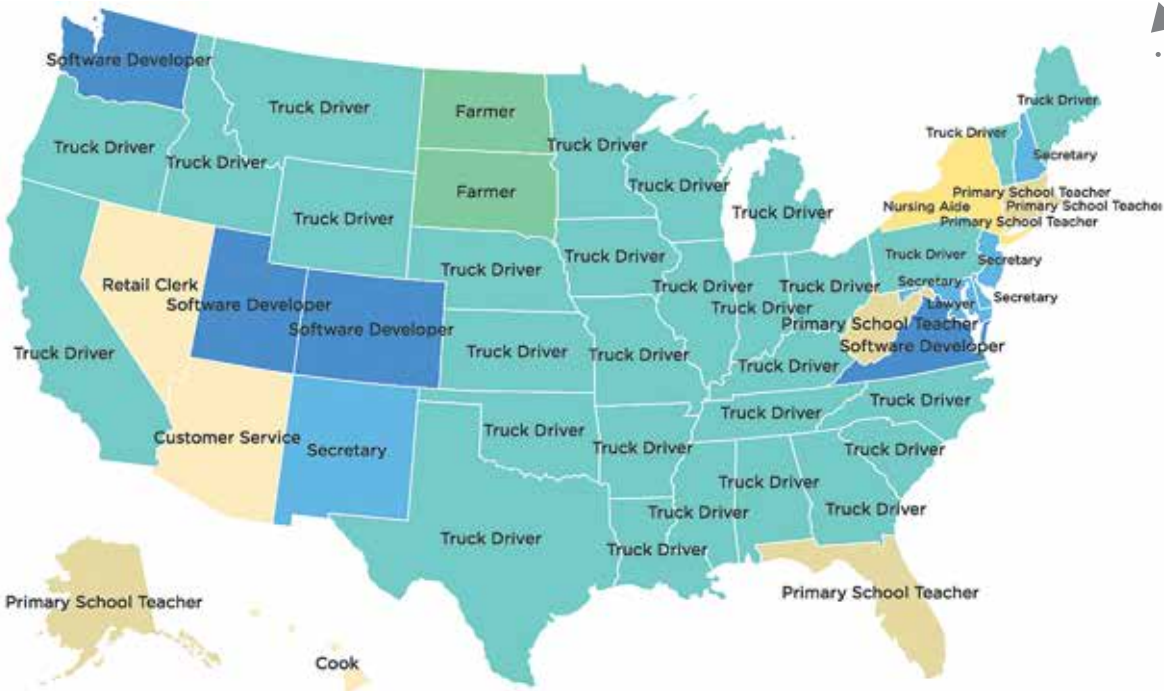 Software Developer
Truck Driver
Truck Driver
Farmer
Truck Driver
Truck Driver
Truck Driver
Truck Driver
Secretary
Truck Driver
Farmer
Truck Driver
Truck Driver
Truck Driver
Primary School Teacher
Nursing Aide
Primary School Teacher
Primary School Teacher
Truck Driver
Secretary
Truck Driver
Truck Driver
Retail Clerk
Software Developer
Truck Driver
Truck Driver
Truck Driver
Secretary
Lawyer
Secretary
Software Developer
Truck Driver
Primary School Teacher
Software Developer
Truck Driver
Truck Driver
Truck Driver
Truck Driver
Truck Driver
Truck Driver
Customer Service
Secretary
Truck Driver
Truck Driver
Truck Driver
Truck Driver
Truck Driver
Truck Driver
Truck Driver
Truck Driver
Primary School Teacher
Primary School Teacher
Cook